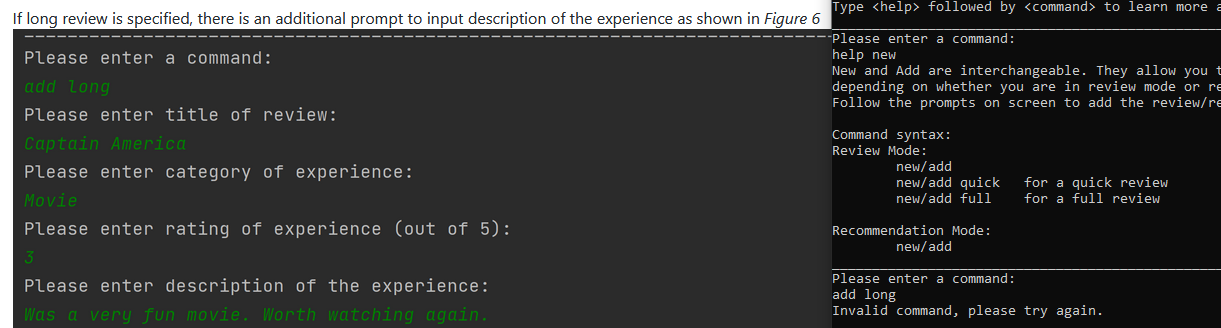 If long review is specified, there is an additional prompt to input description of the experience as shown in Figure 6
Please enter a command:
add long
Please enter title of review:
Captain America
Please enter category of experience:
Movie
Please enter rating of experience (out of 5):
3
Please enter description of the experience:
Was a very fun movie. Worth watching again.
Type <help> followed by <command> to learn more a
Please enter a command:
help new
New and Add are interchangeable. They allow you t
depending on whether you are in review mode or re
Follow the prompts on screen to add the review/re
Command syntax:
Review Mode:
new/add
new/add quick for a quick review
new/add full for a full review
Recommendation Mode:
new/add
Please enter a command:
add long
Invalid command, please try again.